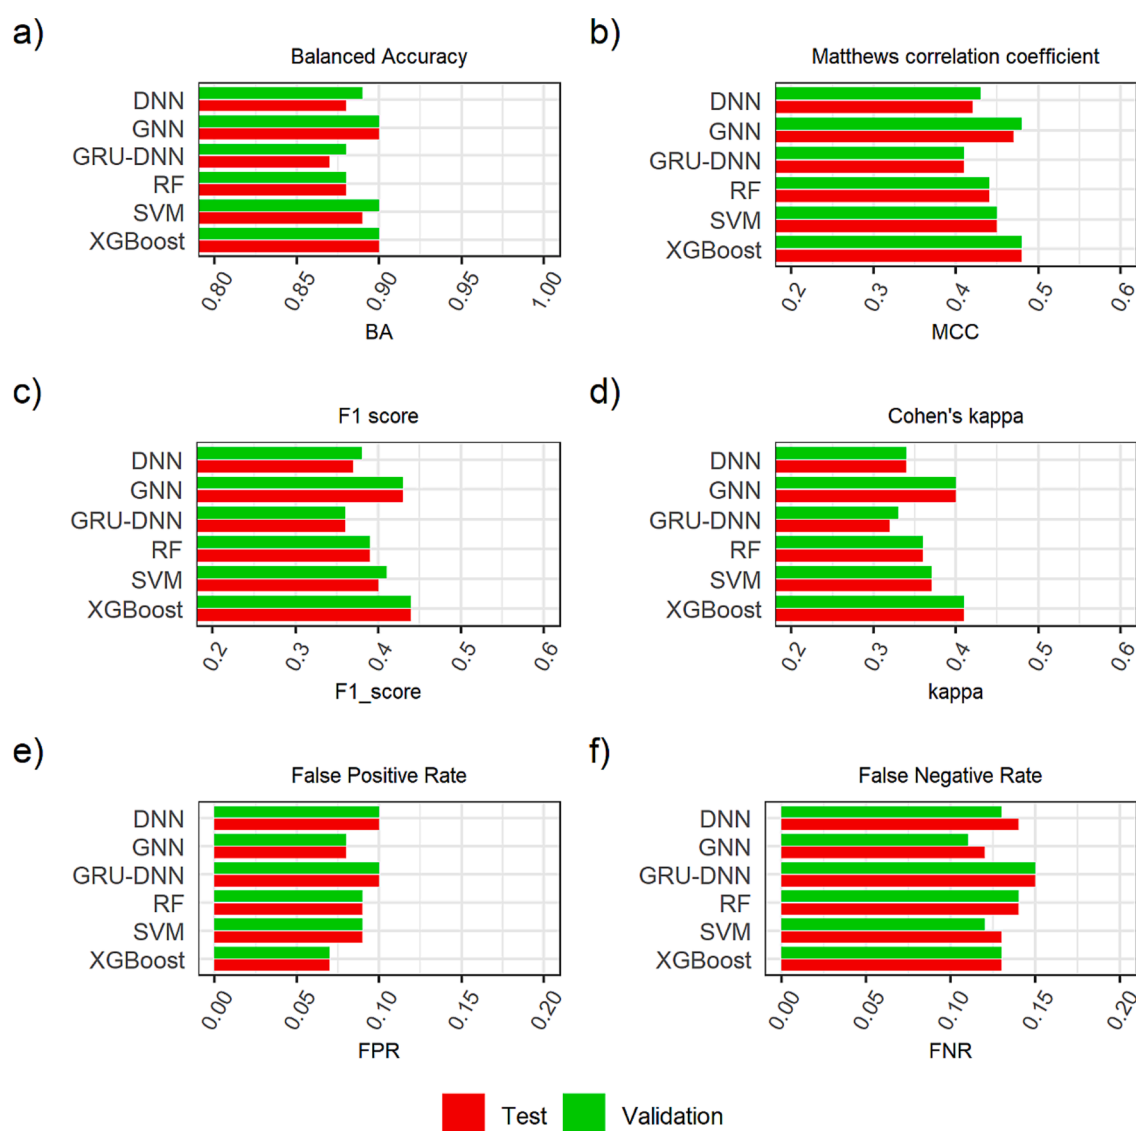 a)
Balanced Accuracy
DNN
GNN
GRU-DNN
RF
SVM
XGBoost
0.80 0.85 0.90 0.95 1.00
BA
b)
Matthews correlation coefficient
DNN
GNN
GRU-DNN
RF
SVM
XGBoost
0.2 0.3 0.4 0.5 0.6
MCC
c)
F1 score
DNN
GNN
GRU-DNN
RF
SVM
XGBoost
0.2 0.3 0.4 0.5 0.6
F1_score
d)
Cohen's kappa
DNN
GNN
GRU-DNN
RF
SVM
XGBoost
0.2 0.3 0.4 0.5 0.6
kappa
e)
False Positive Rate
DNN
GNN
GRU-DNN
RF
SVM
XGBoost
0.00 0.05 0.10 0.15 0.20
FPR
f)
False Negative Rate
DNN
GNN
GRU-DNN
RF
SVM
XGBoost
0.00 0.05 0.10 0.15 0.20
FNR
Test Validation